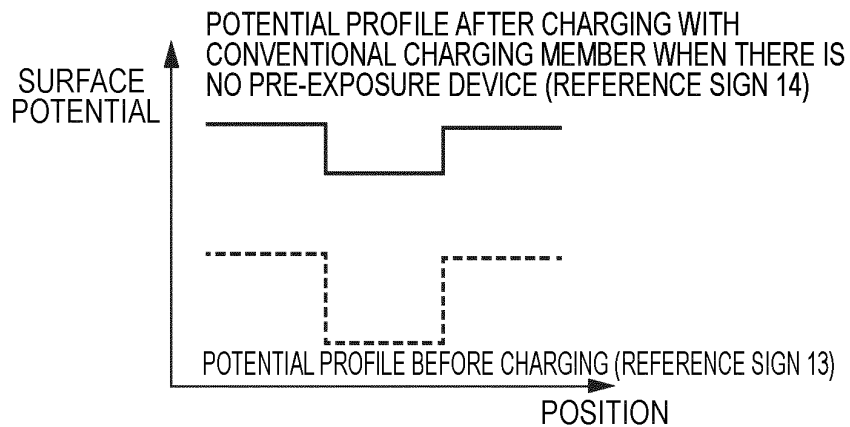 POTENTIAL PROFILE AFTER CHARGING WITH
CONVENTIONAL CHARGING MEMBER WHEN THERE IS
NO PRE-EXPOSURE DEVICE (REFERENCE SIGN 14)
SURFACE
POTENTIAL
POTENTIAL PROFILE BEFORE CHARGING (REFERENCE SIGN 13)
POSITION